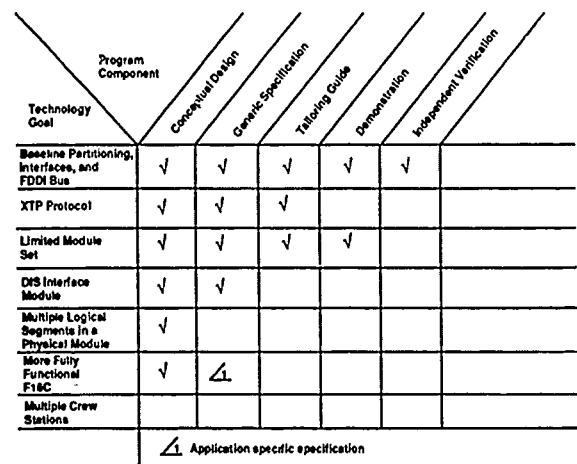 Program
Component
Technology
Goal
Conceptual Design
Generic Specification
Tailoring Guide
Demonstration
Independent Verification
Baseline Partitioning,
Interfaces, and
FDDI Bus
√ √ √ √ √
XTP Protocol
√ √ √
Limited Module
Set
√ √ √ √
DIS Interface
Module
√ √
Multiple Logical
Segments in a
Physical Module
√
More Fully
Functional
F16C
√ 1
Multiple Crew
Stations
1 Application specific specification